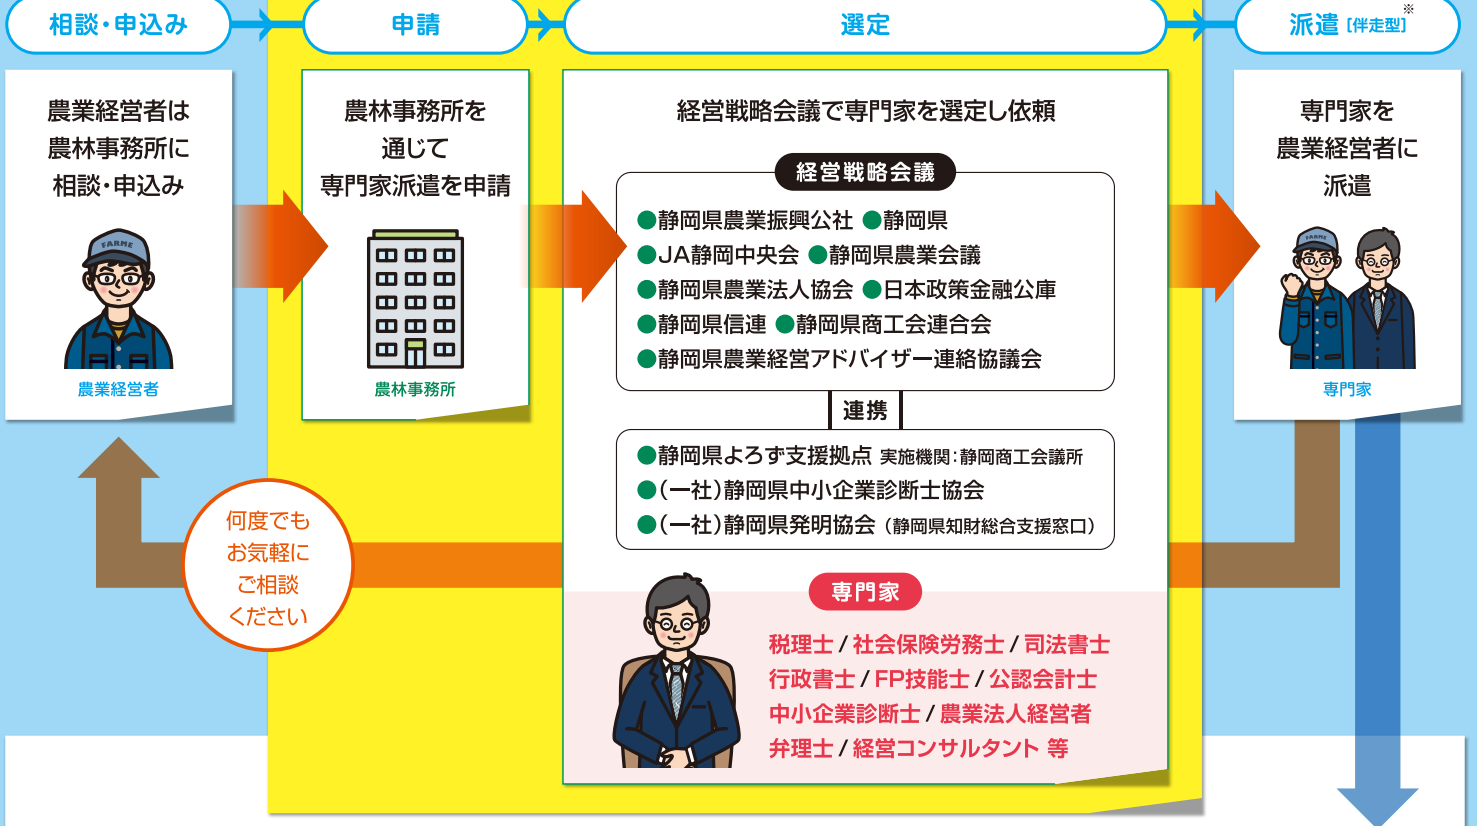 相談・申込み
申請
選定
派遣［伴走型］※
農業経営者は
農林事務所に
相談・申込み
FARME
農業経営者
農林事務所を
通じて
専門家派遣を申請
農林事務所
経営戦略会議で専門家を選定し依頼
経営戦略会議
●静岡県農業振興公社 ●静岡県
●JA静岡中央会 ●静岡県農業会議
●静岡県農業法人協会 ●日本政策金融公庫
●静岡県信連 ●静岡県商工会連合会
●静岡県農業経営アドバイザー連絡協議会
連携
●静岡県よろず支援拠点 実施機関：静岡商工会議所
●（一社）静岡県中小企業診断士協会
●（一社）静岡県発明協会（静岡県知財総合支援窓口）
専門家
税理士 / 社会保険労務士 / 司法書士
行政書士 / FP技能士 / 公認会計士
中小企業診断士 / 農業法人経営者
弁理士 / 経営コンサルタント 等
専門家を
農業経営者に
派遣
FARME
専門家
何度でも
お気軽に
ご相談
ください